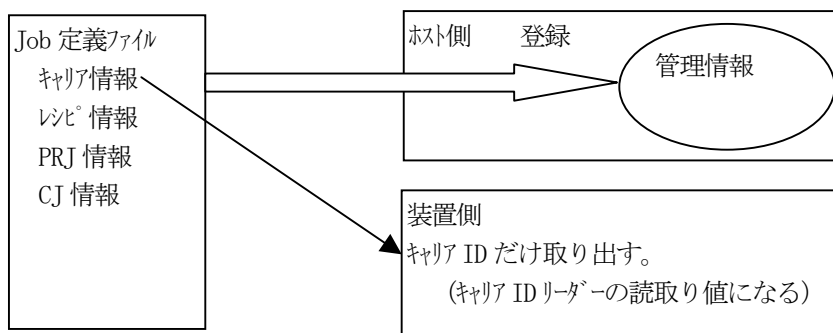 Job 定義ファイル
キャリア情報
レシピ情報
PRJ 情報
CJ 情報
ホスト側 登録
管理情報
装置側
キャリア ID だけ取り出す。
(キャリア ID リーダーの読取り値になる)